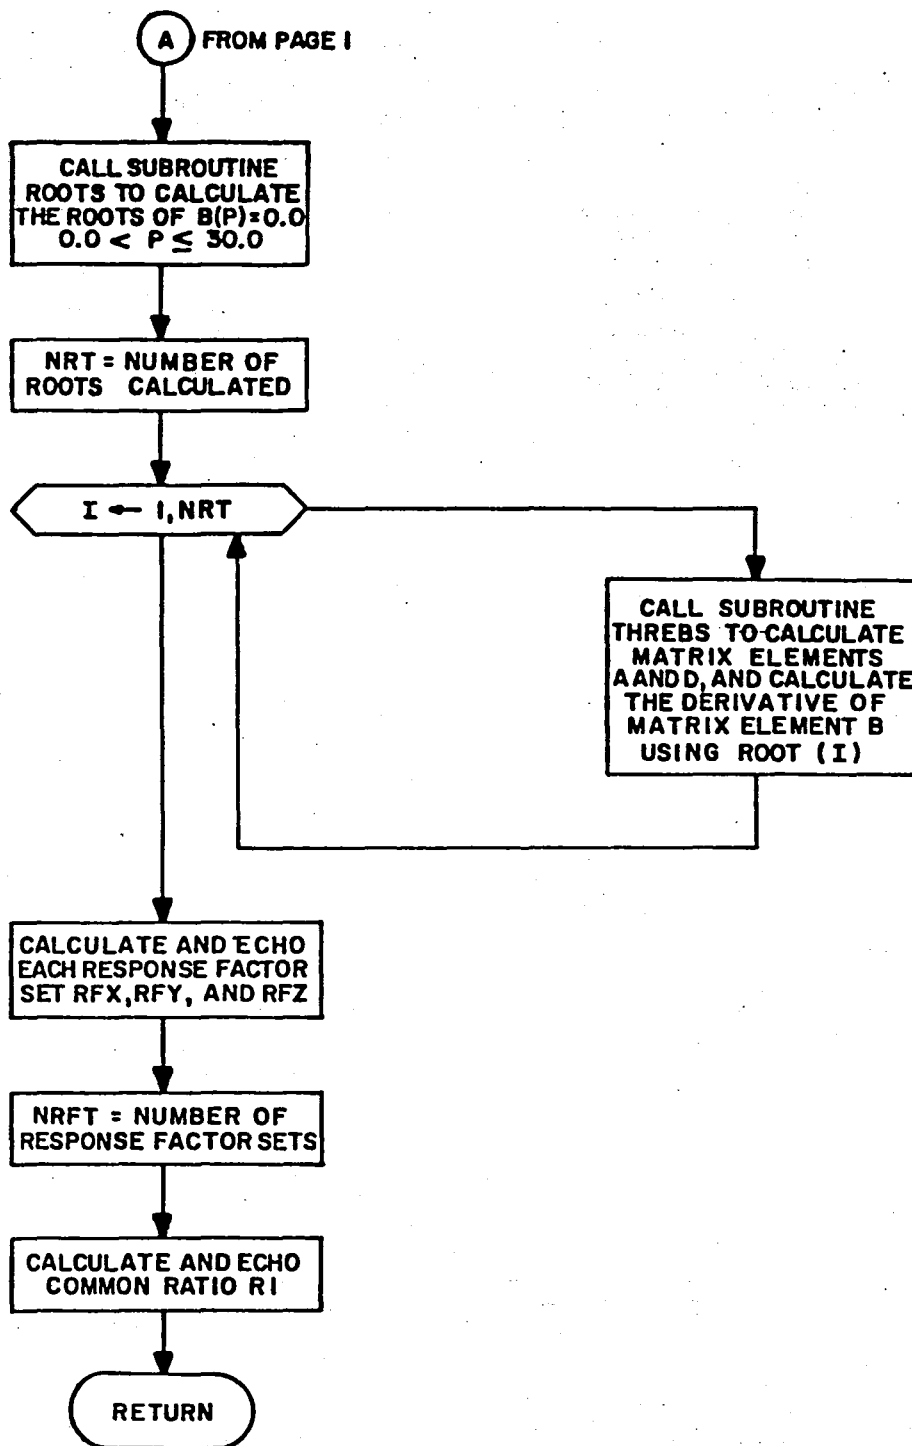 A FROM PAGE 1
CALL SUBROUTINE
ROOTS TO CALCULATE
THE ROOTS OF B(P)=0.0
0.0 < P ≤ 30.0
NRT = NUMBER OF
ROOTS CALCULATED
I ← 1, NRT
CALL SUBROUTINE
THREBS TO CALCULATE
MATRIX ELEMENTS
A AND D, AND CALCULATE
THE DERIVATIVE OF
MATRIX ELEMENT B
USING ROOT (I)
CALCULATE AND ECHO
EACH RESPONSE FACTOR
SET RFX, RFY, AND RFZ
NRFT = NUMBER OF
RESPONSE FACTOR SETS
CALCULATE AND ECHO
COMMON RATIO R1
RETURN